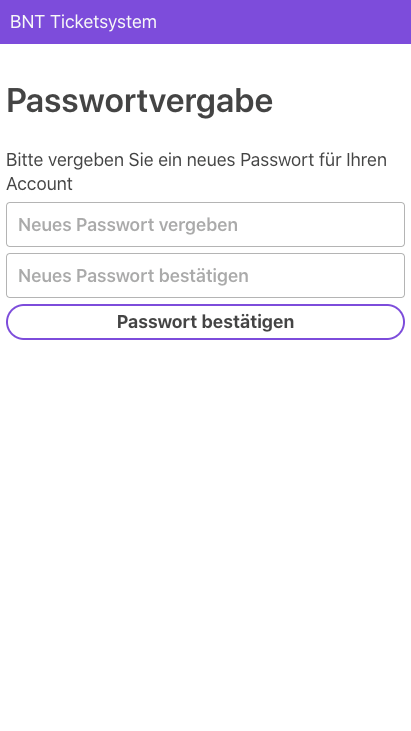 BNT Ticketsystem
Passwortvergabe
Bitte vergeben Sie ein neues Passwort für Ihren
Account
Neues Passwort vergeben
Neues Passwort bestätigen
Passwort bestätigen